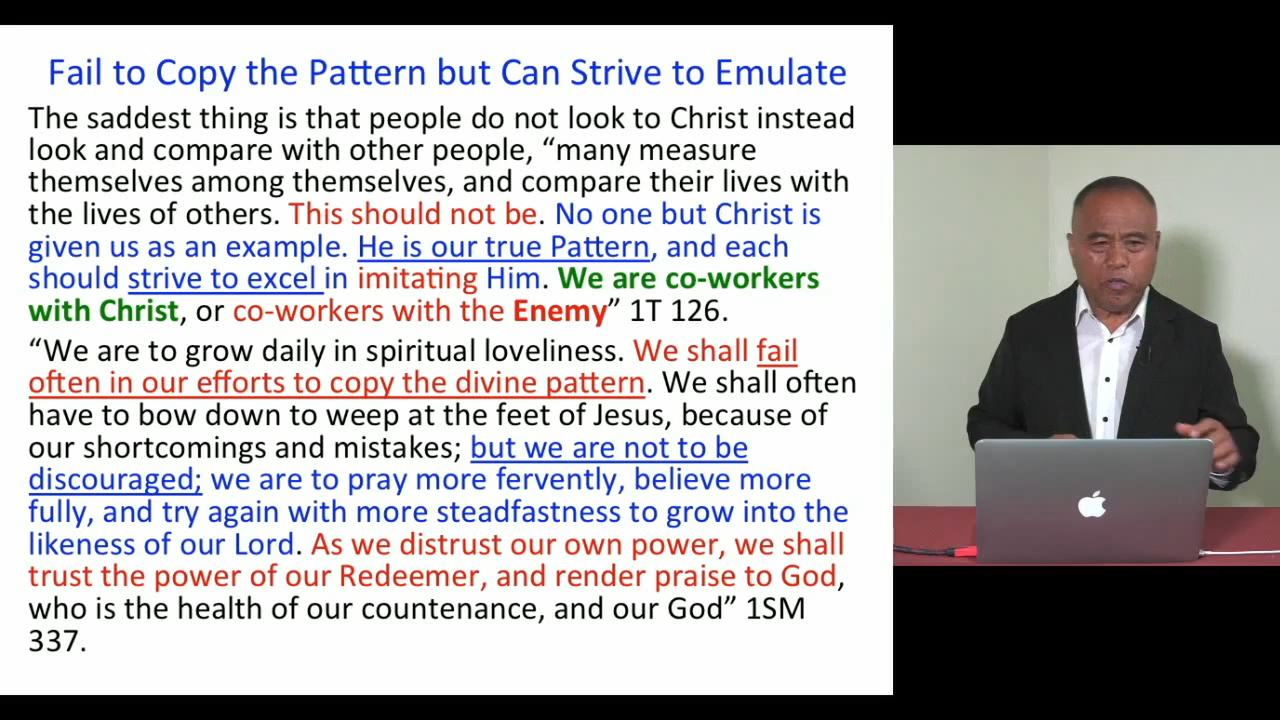 Fail to Copy the Pattern but Can Strive to Emulate
The saddest thing is that people do not look to Christ instead
look and compare with other people, “many measure
themselves among themselves, and compare their lives with
the lives of others. This should not be. No one but Christ is
given us as an example. He is our true Pattern, and each
should strive to excel in imitating Him. We are co-workers
with Christ, or co-workers with the Enemy” 1T 126.
“We are to grow daily in spiritual loveliness. We shall fail
often in our efforts to copy the divine pattern. We shall often
have to bow down to weep at the feet of Jesus, because of
our shortcomings and mistakes; but we are not to be
discouraged; we are to pray more fervently, believe more
fully, and try again with more steadfastness to grow into the
likeness of our Lord. As we distrust our own power, we shall
trust the power of our Redeemer, and render praise to God,
who is the health of our countenance, and our God” 1SM
337.